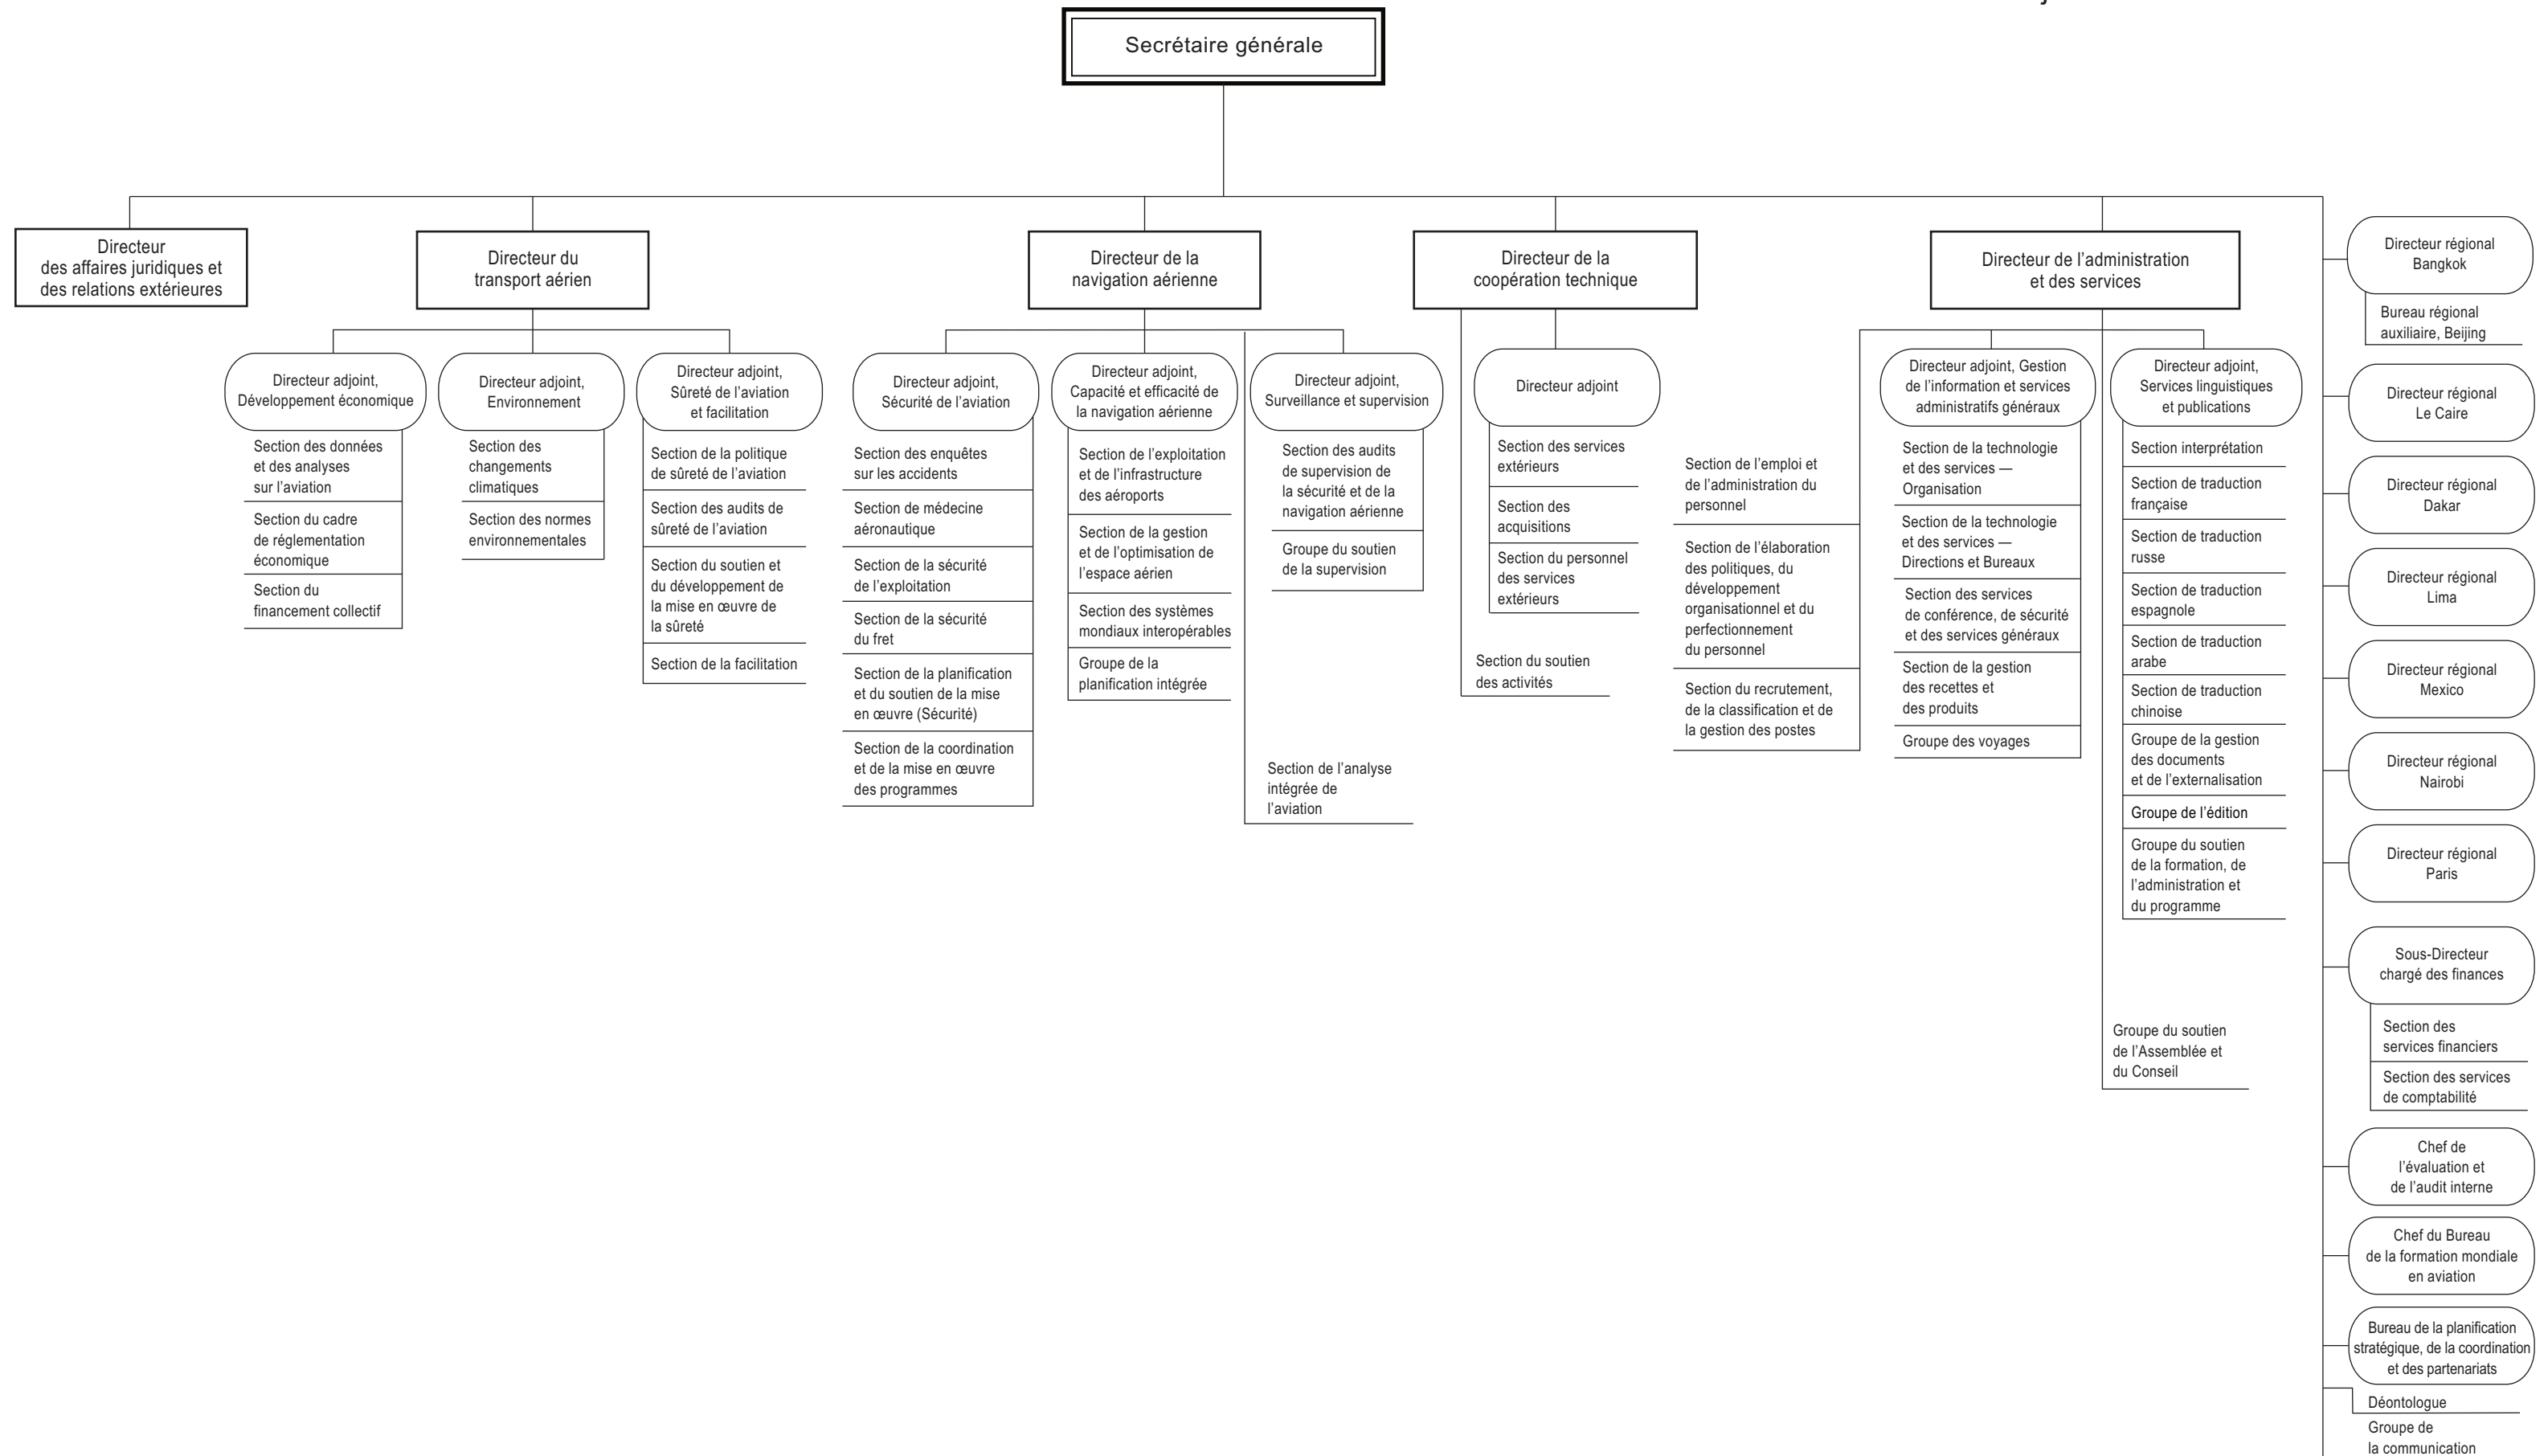 Secrétaire générale
Directeur
des affaires juridiques et
des relations extérieures
Directeur du
transport aérien
Directeur de la
navigation aérienne
Directeur de la
coopération technique
Directeur de l’administration
et des services
Directeur adjoint,
Développement économique
Section des données
et des analyses
sur l’aviation
Section du cadre
de réglementation
économique
Section du
financement collectif
Directeur adjoint,
Environnement
Section des
changements
climatiques
Section des normes
environnementales
Directeur adjoint,
Sûreté de l’aviation
et facilitation
Section de la politique
de sûreté de l’aviation
Section des audits de
sûreté de l’aviation
Section du soutien et
du développement de
la mise en œuvre de
la sûreté
Section de la facilitation
Directeur adjoint,
Sécurité de l’aviation
Section des enquêtes
sur les accidents
Section de médecine
aéronautique
Section de la sécurité
de l’exploitation
Section de la sécurité
du fret
Section de la planification
et du soutien de la mise
en œuvre (Sécurité)
Section de la coordination
et de la mise en œuvre
des programmes
Directeur adjoint,
Capacité et efficacité de
la navigation aérienne
Section de l’exploitation
et de l’infrastructure
des aéroports
Section de la gestion
et de l’optimisation de
l’espace aérien
Section des systèmes
mondiaux interopérables
Groupe de la
planification intégrée
Directeur adjoint,
Surveillance et supervision
Section des audits
de supervision de
la sécurité et de la
navigation aérienne
Groupe du soutien
de la supervision
Section de l’analyse
intégrée de
l’aviation
Directeur adjoint
Section des services
extérieurs
Section des
acquisitions
Section du personnel
des services
extérieurs
Section du soutien
des activités
Section de l’emploi et
de l’administration du
personnel
Section de l’élaboration
des politiques, du
développement
organisationnel et du
perfectionnement
du personnel
Section du recrutement,
de la classification et de
la gestion des postes
Directeur adjoint, Gestion
de l’information et services
administratifs généraux
Section de la technologie
et des services —
Organisation
Section de la technologie
et des services —
Directions et Bureaux
Section des services
de conférence, de sécurité
et des services généraux
Section de la gestion
des recettes et
des produits
Groupe des voyages
Directeur adjoint,
Services linguistiques
et publications
Section interprétation
Section de traduction
française
Section de traduction
russe
Section de traduction
espagnole
Section de traduction
arabe
Section de traduction
chinoise
Groupe de la gestion
des documents
et de l’externalisation
Groupe de l’édition
Groupe du soutien
de la formation, de
l’administration et
du programme
Groupe du soutien
de l’Assemblée et
du Conseil
Directeur régional
Bangkok
Bureau régional
auxiliaire, Beijing
Directeur régional
Le Caire
Directeur régional
Dakar
Directeur régional
Lima
Directeur régional
Mexico
Directeur régional
Nairobi
Directeur régional
Paris
Sous-Directeur
chargé des finances
Section des
services financiers
Section des services
de comptabilité
Chef de
l’évaluation et
de l’audit interne
Chef du Bureau
de la formation mondiale
en aviation
Bureau de la planification
stratégique, de la coordination
et des partenariats
Déontologue
Groupe de
la communication